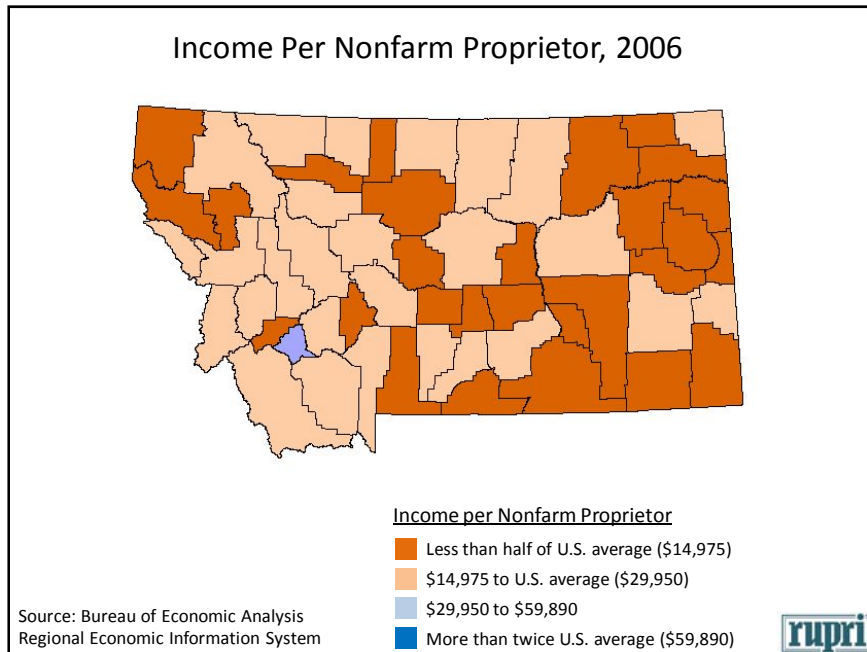 Income Per Nonfarm Proprietor, 2006
Income per Nonfarm Proprietor
Less than half of U.S. average ($14,975)
$14,975 to U.S. average ($29,950)
$29,950 to $59,890
More than twice U.S. average ($59,890)
Source: Bureau of Economic Analysis
Regional Economic Information System
rupri